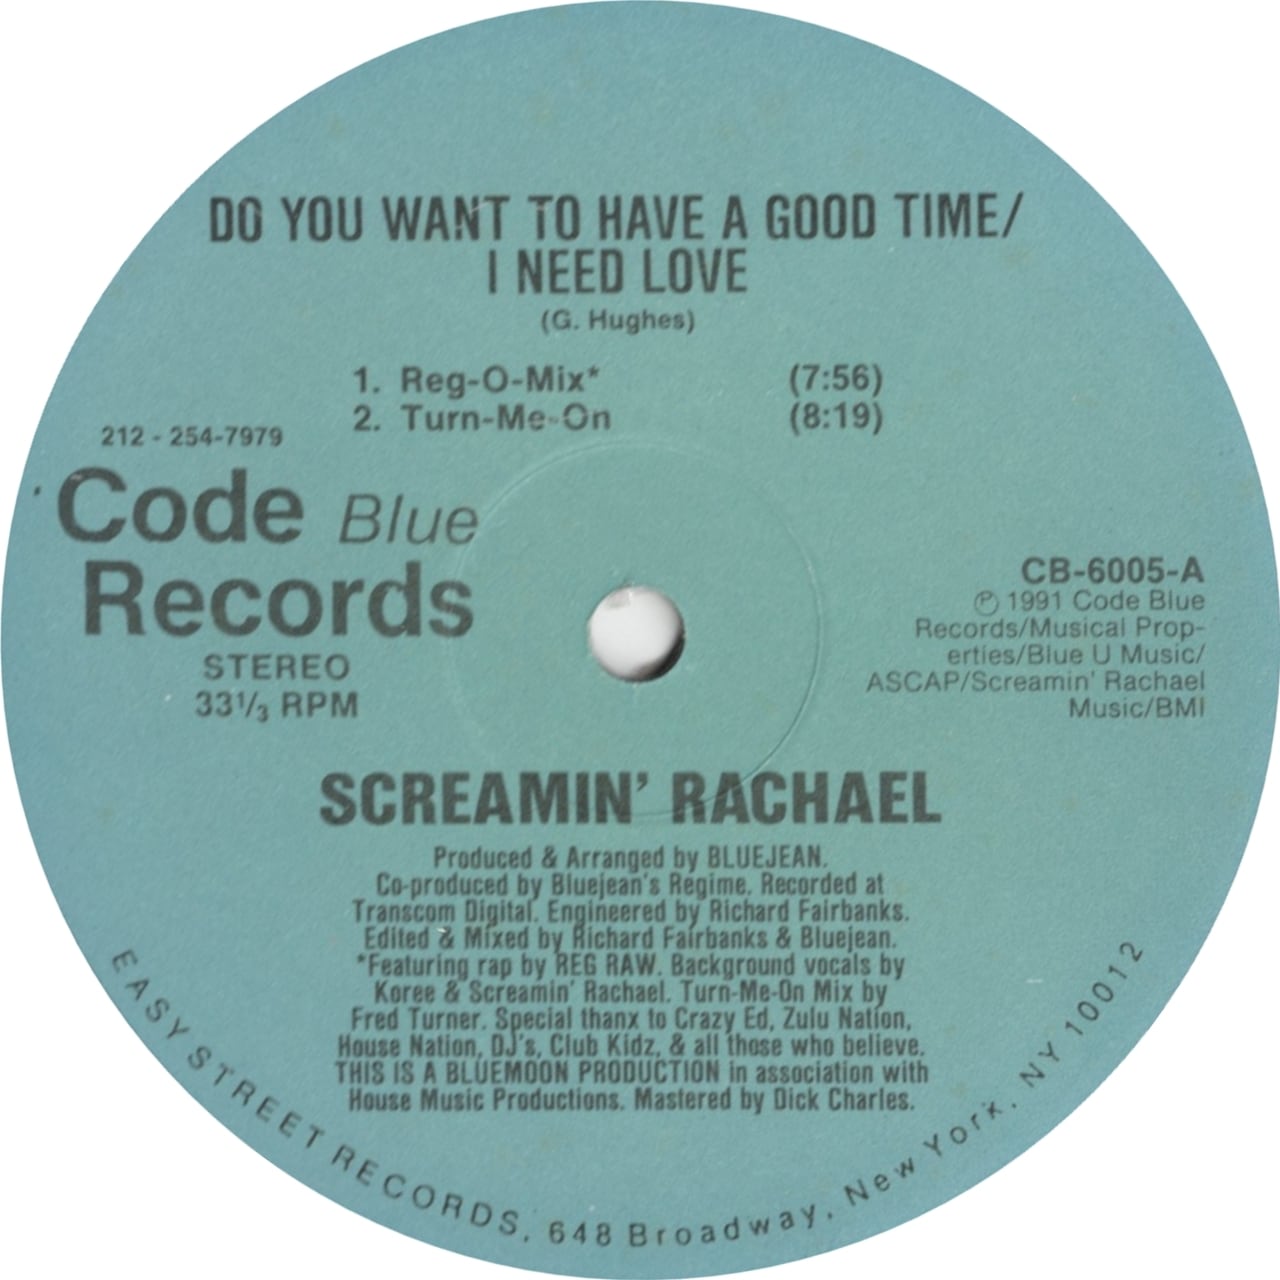 DO YOU WANT TO HAVE A GOOD TIME/
I NEED LOVE
(G. Hughes)
1. Reg-O-Mix* (7:56)
2. Turn-Me-On (8:19)
212 - 254-7979
Code Blue
Records
STEREO
33⅓ RPM
CB-6005-A
℗ 1991 Code Blue
Records/Musical Prop-
erties/Blue U Music/
ASCAP/Screamin' Rachael
Music/BMI
SCREAMIN' RACHAEL
Produced & Arranged by BLUEJEAN.
Co-produced by Bluejean's Regime. Recorded at
Transcom Digital. Engineered by Richard Fairbanks.
Edited & Mixed by Richard Fairbanks & Bluejean.
*Featuring rap by REG RAW. Background vocals by
Koree & Screamin' Rachael. Turn-Me-On Mix by
Fred Turner. Special thanx to Crazy Ed, Zulu Nation,
House Nation, DJ's, Club Kidz, & all those who believe.
THIS IS A BLUEMOON PRODUCTION in association with
House Music Productions. Mastered by Dick Charles.
EASY STREET RECORDS, 648 Broadway, New York, NY 10012